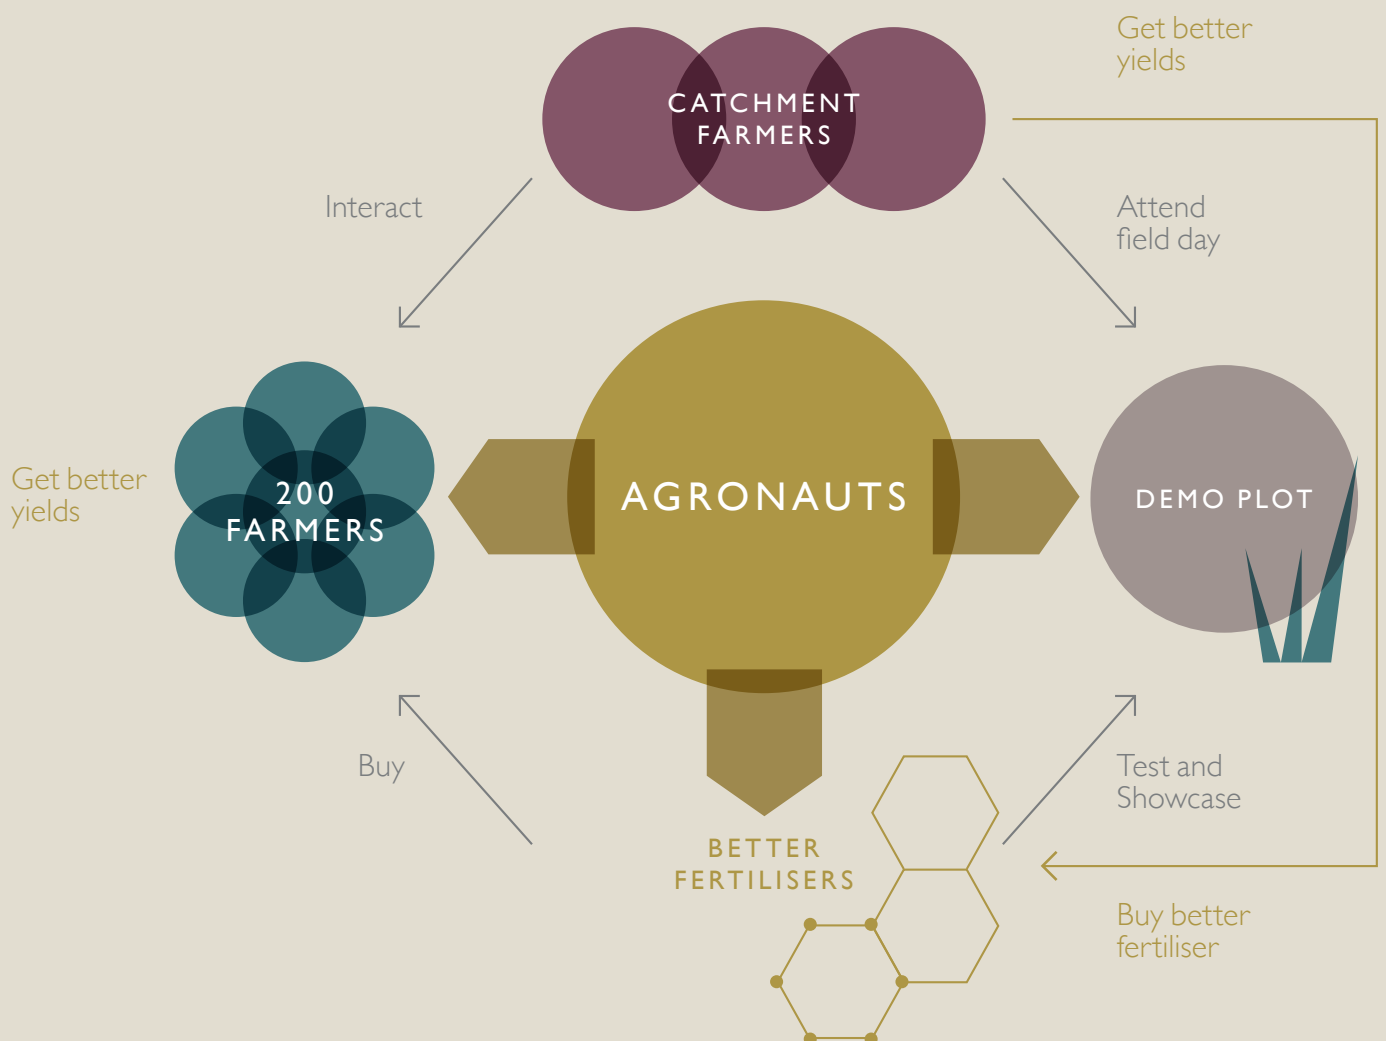 Get better
yields
CATCHMENT
FARMERS
Interact
Attend
field day
Get better
yields
200
FARMERS
AGRONAUTS
DEMO PLOT
Buy
Test and
Showcase
BETTER
FERTILISERS
Buy better
fertiliser